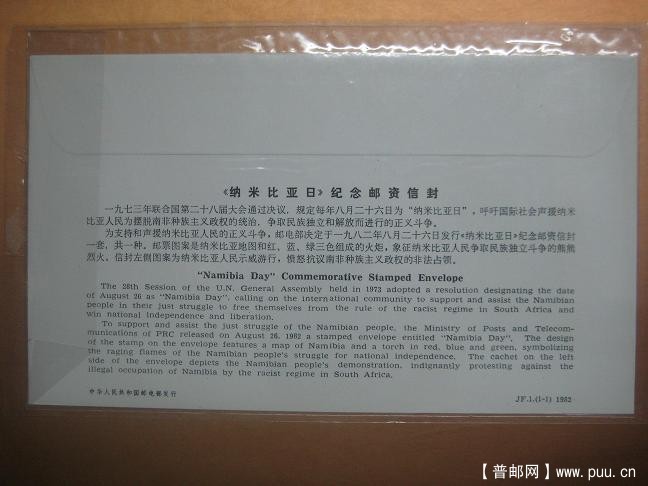 《纳米比亚日》纪念邮资信封
一九七三年联合国第二十八届大会通过决议，规定每年八月二十六日为“纳米比亚日”，呼吁国际社会声援纳米
比亚人民为摆脱南非种族主义政权的统治，争取民族独立和解放而进行的正义斗争。
为支持和声援纳米比亚人民的正义斗争，邮电部决定于一九八二年八月二十六日发行《纳米比亚日》纪念邮资信封
一套，共一种。邮票图案是纳米比亚地图和红、蓝、绿三色组成的火炬，象征纳米比亚人民争取民族独立斗争的熊熊
烈火。信封左侧图案为纳米比亚人民示威游行，愤怒抗议南非种族主义政权的非法占领。
“Namibia Day” Commemorative Stamped Envelope
The 28th Session of the U.N. General Assembly held in 1973 adopted a resolution designating the date
of August 26 as “Namibia Day”, calling on the international community to support and assist the Namibian
people in their just struggle to free themselves from the rule of the racist regime in South Africa and
win national independence and liberation.
To support and assist the just struggle of the Namibian people, the Ministry of Posts and Telecom-
munications of PRC released on August 26, 1982 a stamped envelope entitled “Namibia Day”. The design
of the stamp on the envelope features a map of Namibia and a torch in red, blue and green, symbolizing
the raging flames of the Namibian people's struggle for national independence. The cachet on the left
side of the envelope depicts the Namibian people's demonstration, indignantly protesting against the
illegal occupation of Namibia by the racist regime in South Africa.
中华人民共和国邮电部发行
JF.1.(1-1) 1982
【普邮网】www.puu.cn